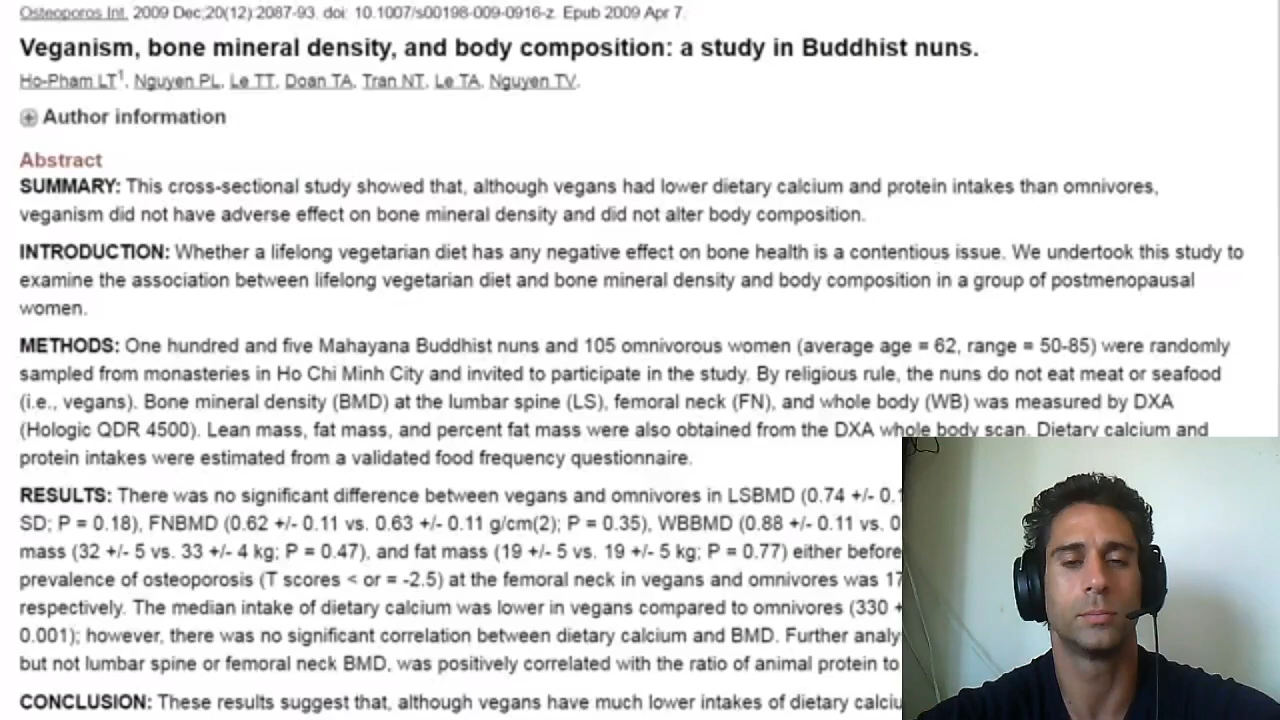 Osteoporos Int. 2009 Dec;20(12):2087-93. doi: 10.1007/s00198-009-0916-z. Epub 2009 Apr 7.
Veganism, bone mineral density, and body composition: a study in Buddhist nuns.
Ho-Pham LT1, Nguyen PL, Le TT, Doan TA, Tran NT, Le TA, Nguyen TV.
Author information
Abstract
SUMMARY: This cross-sectional study showed that, although vegans had lower dietary calcium and protein intakes than omnivores,
veganism did not have adverse effect on bone mineral density and did not alter body composition.
INTRODUCTION: Whether a lifelong vegetarian diet has any negative effect on bone health is a contentious issue. We undertook this study to
examine the association between lifelong vegetarian diet and bone mineral density and body composition in a group of postmenopausal
women.
METHODS: One hundred and five Mahayana Buddhist nuns and 105 omnivorous women (average age = 62, range = 50-85) were randomly
sampled from monasteries in Ho Chi Minh City and invited to participate in the study. By religious rule, the nuns do not eat meat or seafood
(i.e., vegans). Bone mineral density (BMD) at the lumbar spine (LS), femoral neck (FN), and whole body (WB) was measured by DXA
(Hologic QDR 4500). Lean mass, fat mass, and percent fat mass were also obtained from the DXA whole body scan. Dietary calcium and
protein intakes were estimated from a validated food frequency questionnaire.
RESULTS: There was no significant difference between vegans and omnivores in LSBMD (0.74 +/- 0.1
SD; P = 0.18), FNBMD (0.62 +/- 0.11 vs. 0.63 +/- 0.11 g/cm(2); P = 0.35), WBBMD (0.88 +/- 0.11 vs. 0
mass (32 +/- 5 vs. 33 +/- 4 kg; P = 0.47), and fat mass (19 +/- 5 vs. 19 +/- 5 kg; P = 0.77) either before
prevalence of osteoporosis (T scores < or = -2.5) at the femoral neck in vegans and omnivores was 17
respectively. The median intake of dietary calcium was lower in vegans compared to omnivores (330 +
0.001); however, there was no significant correlation between dietary calcium and BMD. Further analy
but not lumbar spine or femoral neck BMD, was positively correlated with the ratio of animal protein to
CONCLUSION: These results suggest that, although vegans have much lower intakes of dietary calciu